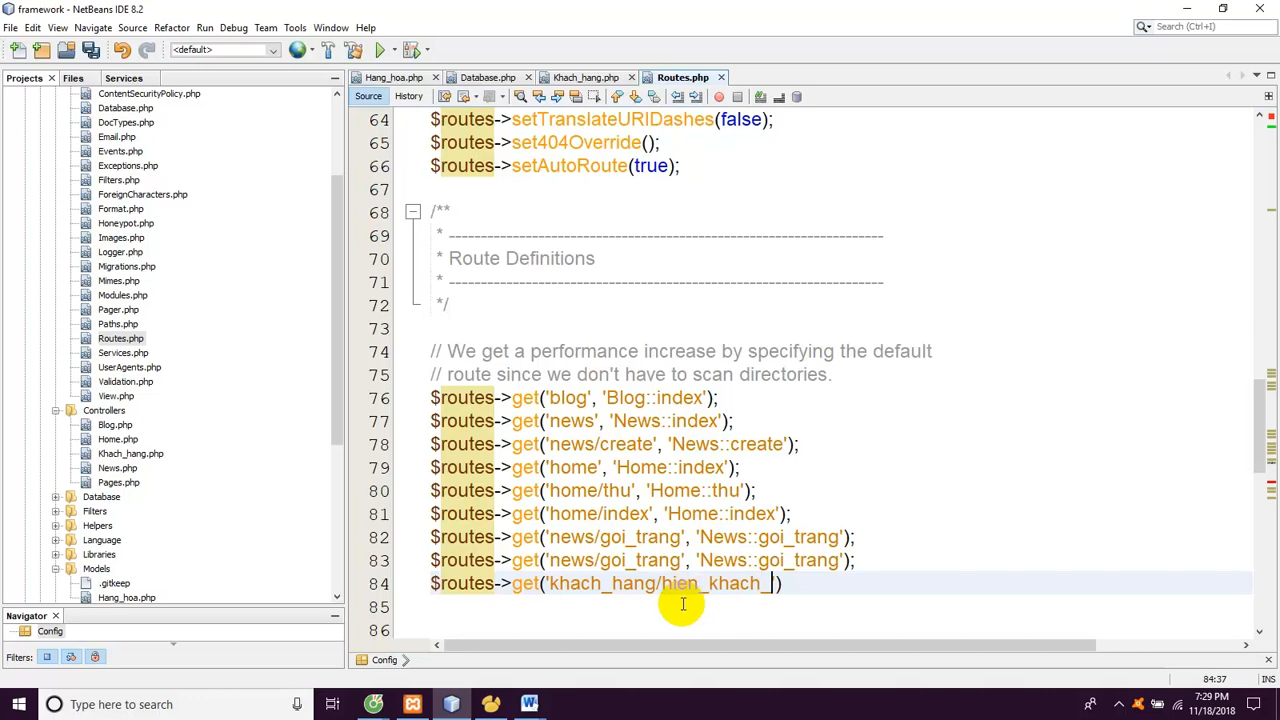 framework - NetBeans IDE 8.2
File Edit View Navigate Source Refactor Run Debug Team Tools Window Help
Search (Ctrl+I)
<default>
Projects Files Services
Hang_hoa.php Database.php Khach_hang.php Routes.php
Source History
ContentSecurityPolicy.php
Database.php
DocTypes.php
Email.php
Events.php
Exceptions.php
Filters.php
ForeignCharacters.php
Format.php
Honeypot.php
Images.php
Logger.php
Migrations.php
Mimes.php
Modules.php
Pager.php
Paths.php
Routes.php
Services.php
UserAgents.php
Validation.php
View.php
Controllers
Blog.php
Home.php
Khach_hang.php
News.php
Pages.php
Database
Filters
Helpers
Language
Libraries
Models
.gitkeep
Hang_hoa.php
Navigator
Config
Filters:
64 $routes->setTranslateURIDashes(false);
65 $routes->set404Override();
66 $routes->setAutoRoute(true);
67
68 /**
69 * --------------------------------------------------------------------
70 * Route Definitions
71 * --------------------------------------------------------------------
72 */
73
74 // We get a performance increase by specifying the default
75 // route since we don't have to scan directories.
76 $routes->get('blog', 'Blog::index');
77 $routes->get('news', 'News::index');
78 $routes->get('news/create', 'News::create');
79 $routes->get('home', 'Home::index');
80 $routes->get('home/thu', 'Home::thu');
81 $routes->get('home/index', 'Home::index');
82 $routes->get('news/goi_trang', 'News::goi_trang');
83 $routes->get('news/goi_trang', 'News::goi_trang');
84 $routes->get('khach_hang/hien_khach_')
85
86
Config
84:37 INS
Type here to search
7:29 PM
11/18/2018